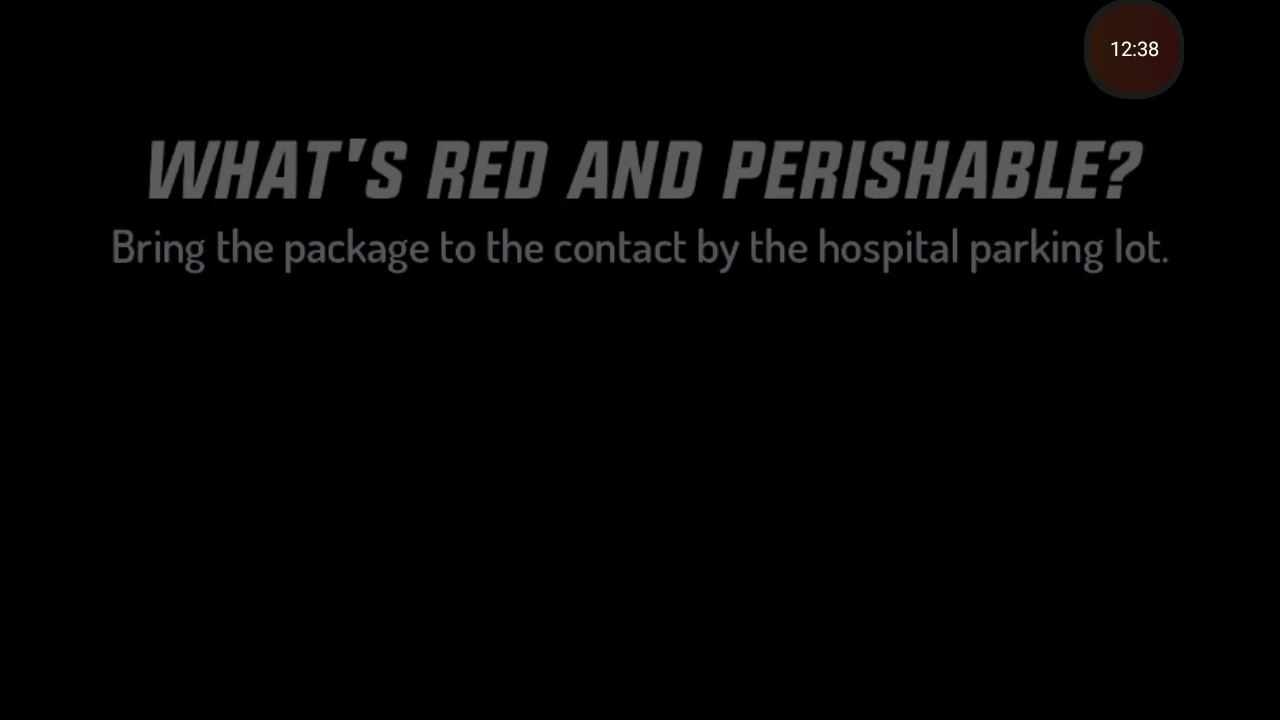 12:38
WHAT'S RED AND PERISHABLE?
Bring the package to the contact by the hospital parking lot.